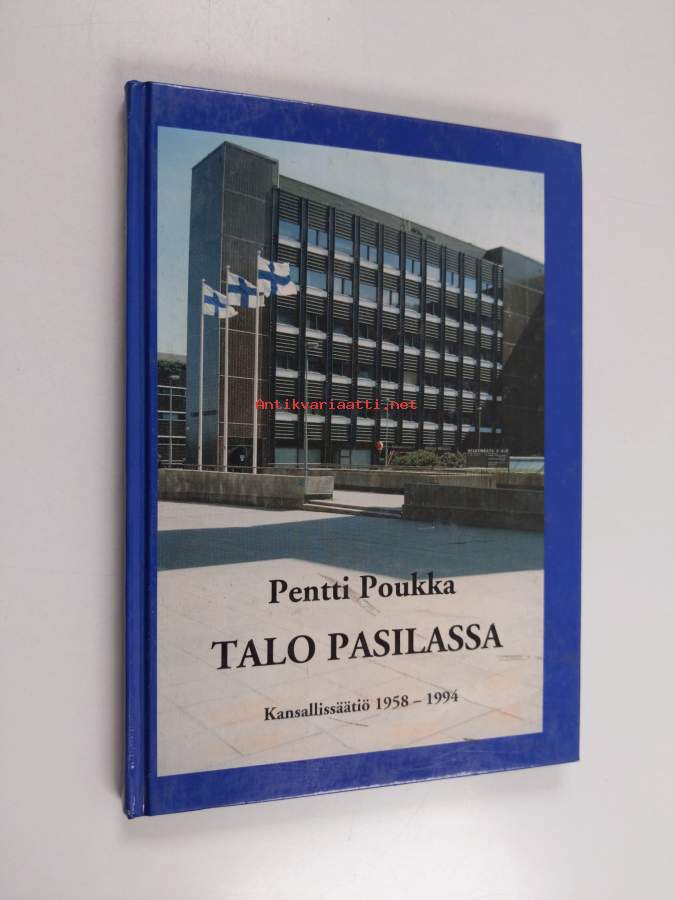 Antikvariaatti.net
Pentti Poukka
TALO PASILASSA
Kansallissäätiö 1958 – 1994